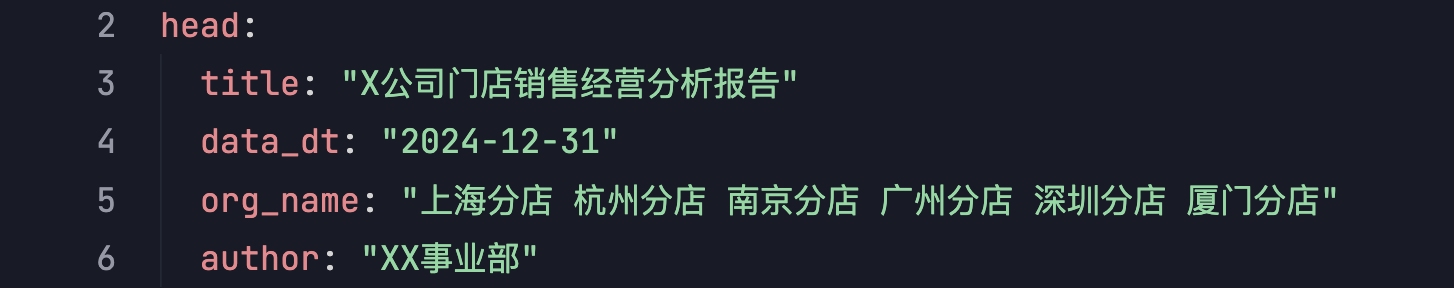 2 head:
3 title: "X公司门店销售经营分析报告"
4 data_dt: "2024-12-31"
5 org_name: "上海分店 杭州分店 南京分店 广州分店 深圳分店 厦门分店"
6 author: "XX事业部"